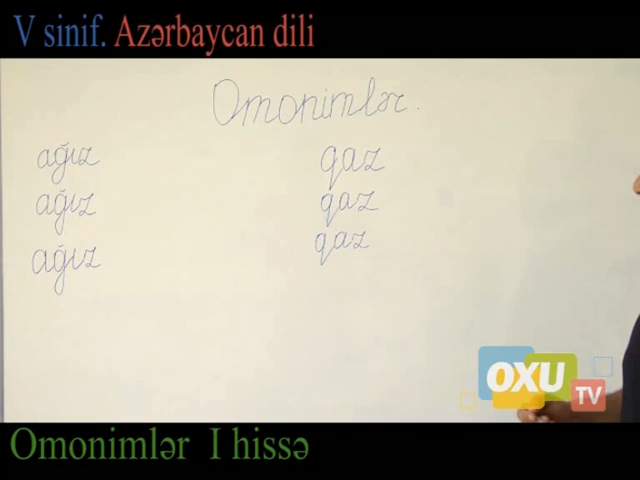 V sinif. Azərbaycan dili
Omonimlər.
ağız
ağız
ağız
qaz
qaz
qaz
OXU
TV
Omonimlər I hissə